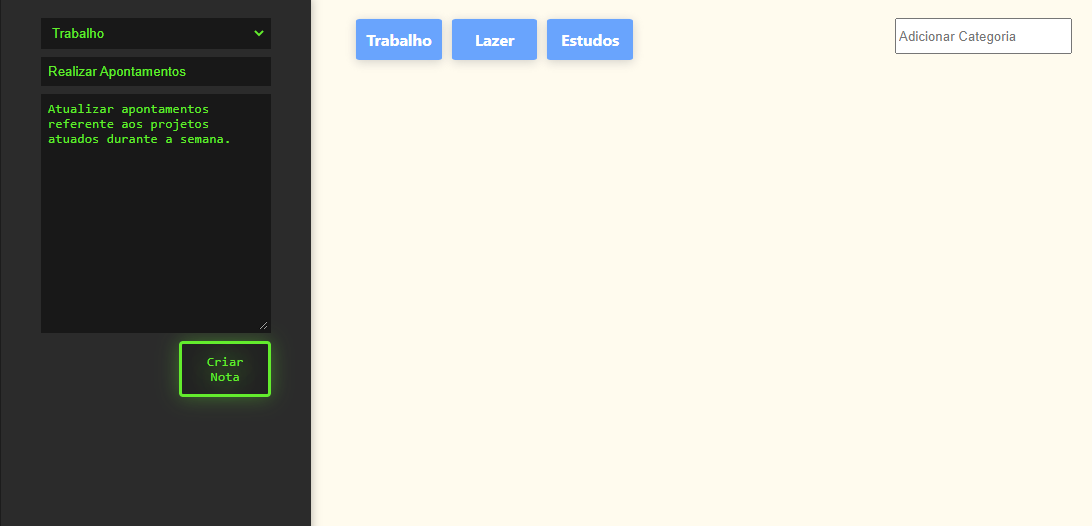 Trabalho
Realizar Apontamentos
Atualizar apontamentos
referente aos projetos
atuados durante a semana.
Criar
Nota
Trabalho
Lazer
Estudos
Adicionar Categoria